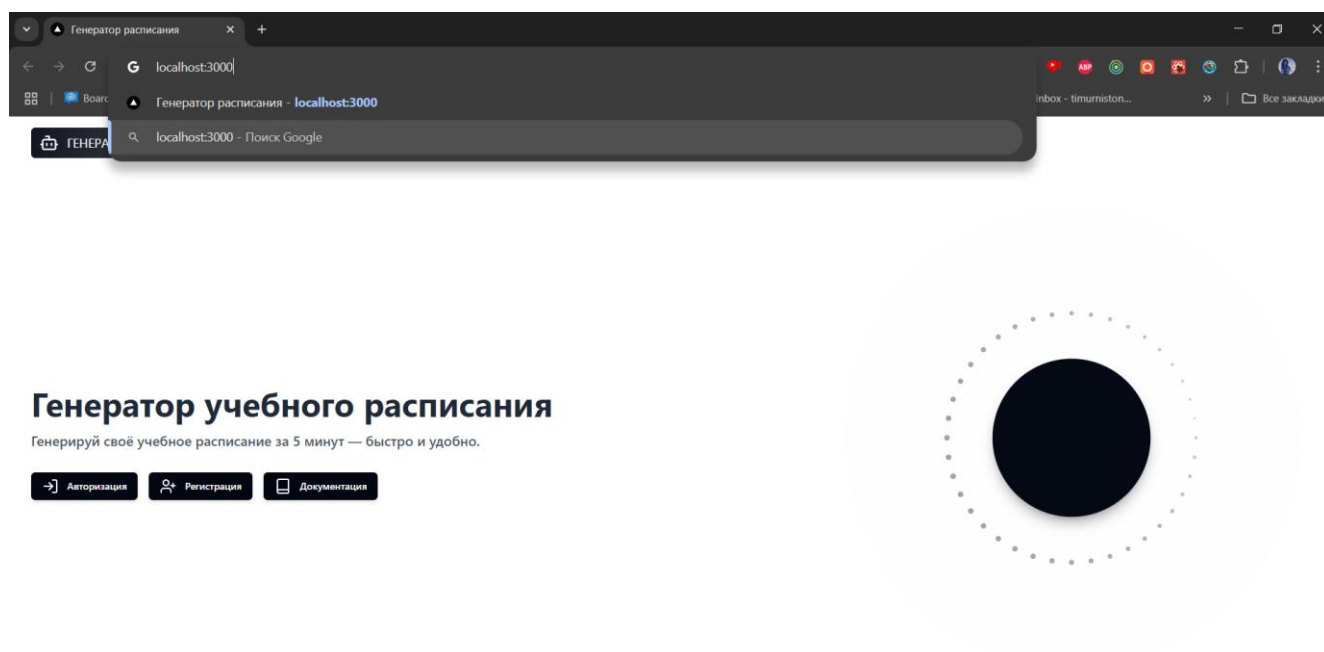 Генератор расписания
localhost:3000
Генератор расписания - localhost:3000
localhost:3000 - Поиск Google
ABP
Inbox - timurniston...
Все закладки
Генератор учебного расписания
Генерируй своё учебное расписание за 5 минут — быстро и удобно.
Авторизация
Регистрация
Документация